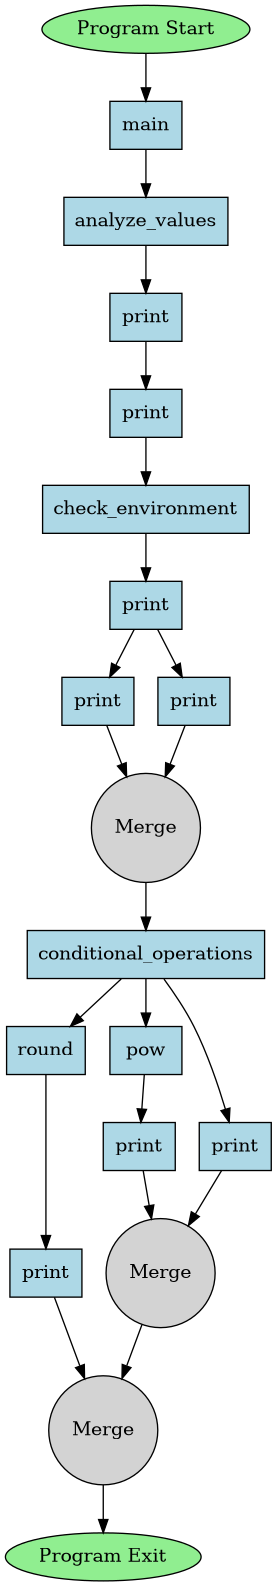 Program Start
main
analyze_values
print
print
check_environment
print
print
print
Merge
conditional_operations
round
pow
print
print
print
Merge
Merge
Program Exit